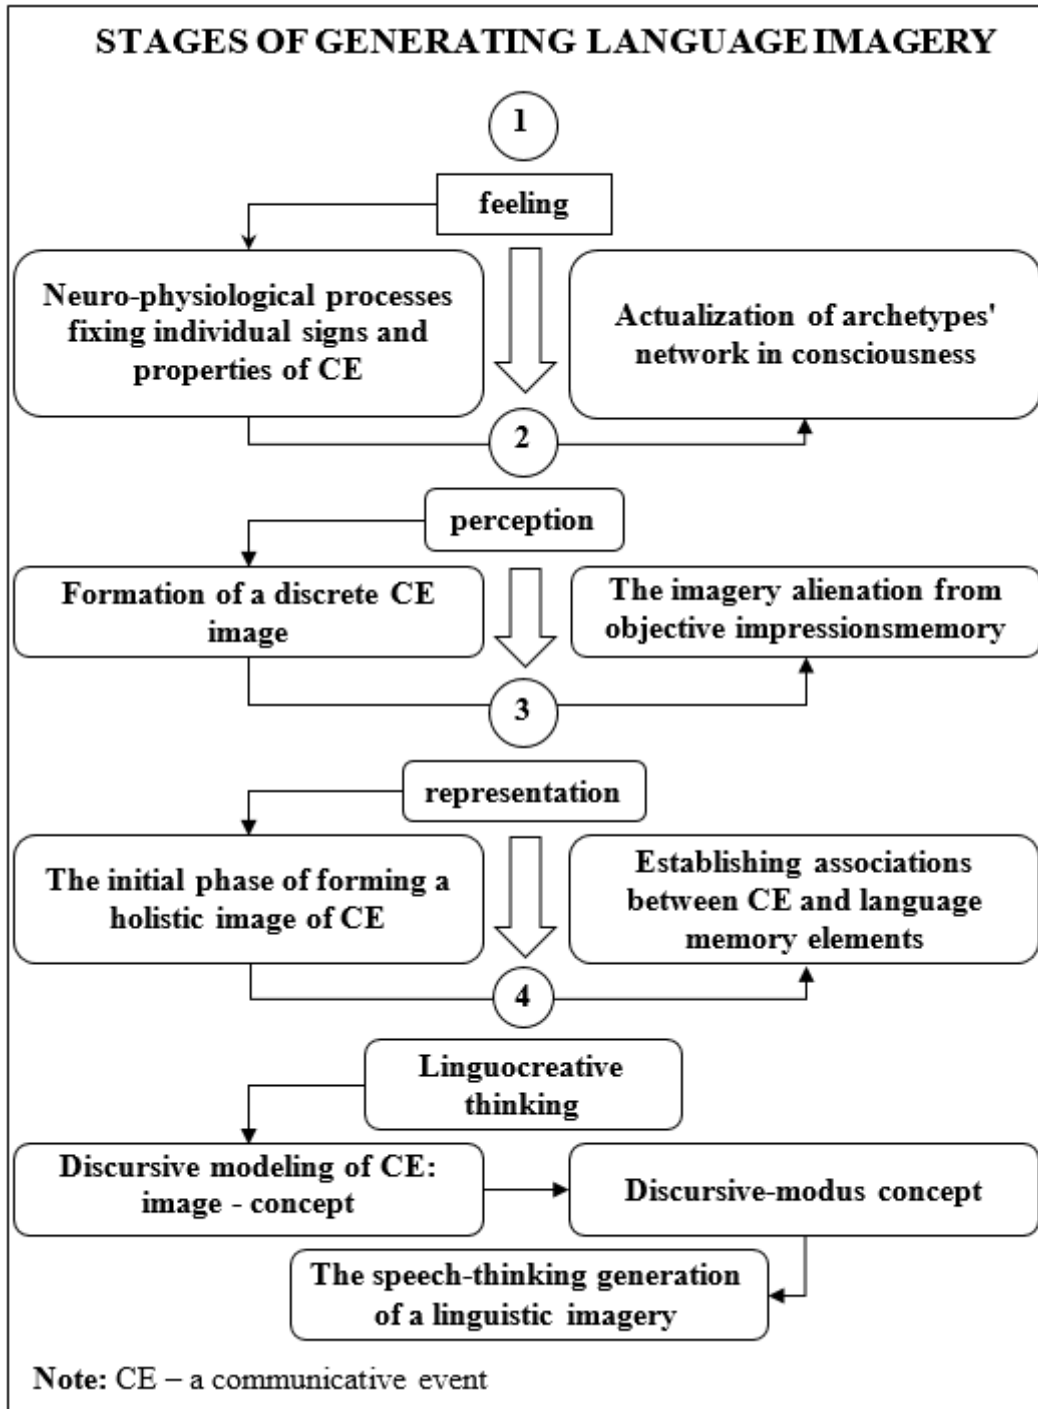 STAGES OF GENERATING LANGUAGE IMAGERY
1
feeling
Neuro-physiological processes
fixing individual signs and
properties of CE
Actualization of archetypes'
network in consciousness
2
perception
Formation of a discrete CE
image
The imagery alienation from
objective impressionsmemory
3
representation
The initial phase of forming a
holistic image of CE
Establishing associations
between CE and language
memory elements
4
Linguocreative
thinking
Discursive modeling of CE:
image - concept
Discursive-modus concept
The speech-thinking generation
of a linguistic imagery
Note: CE – a communicative event